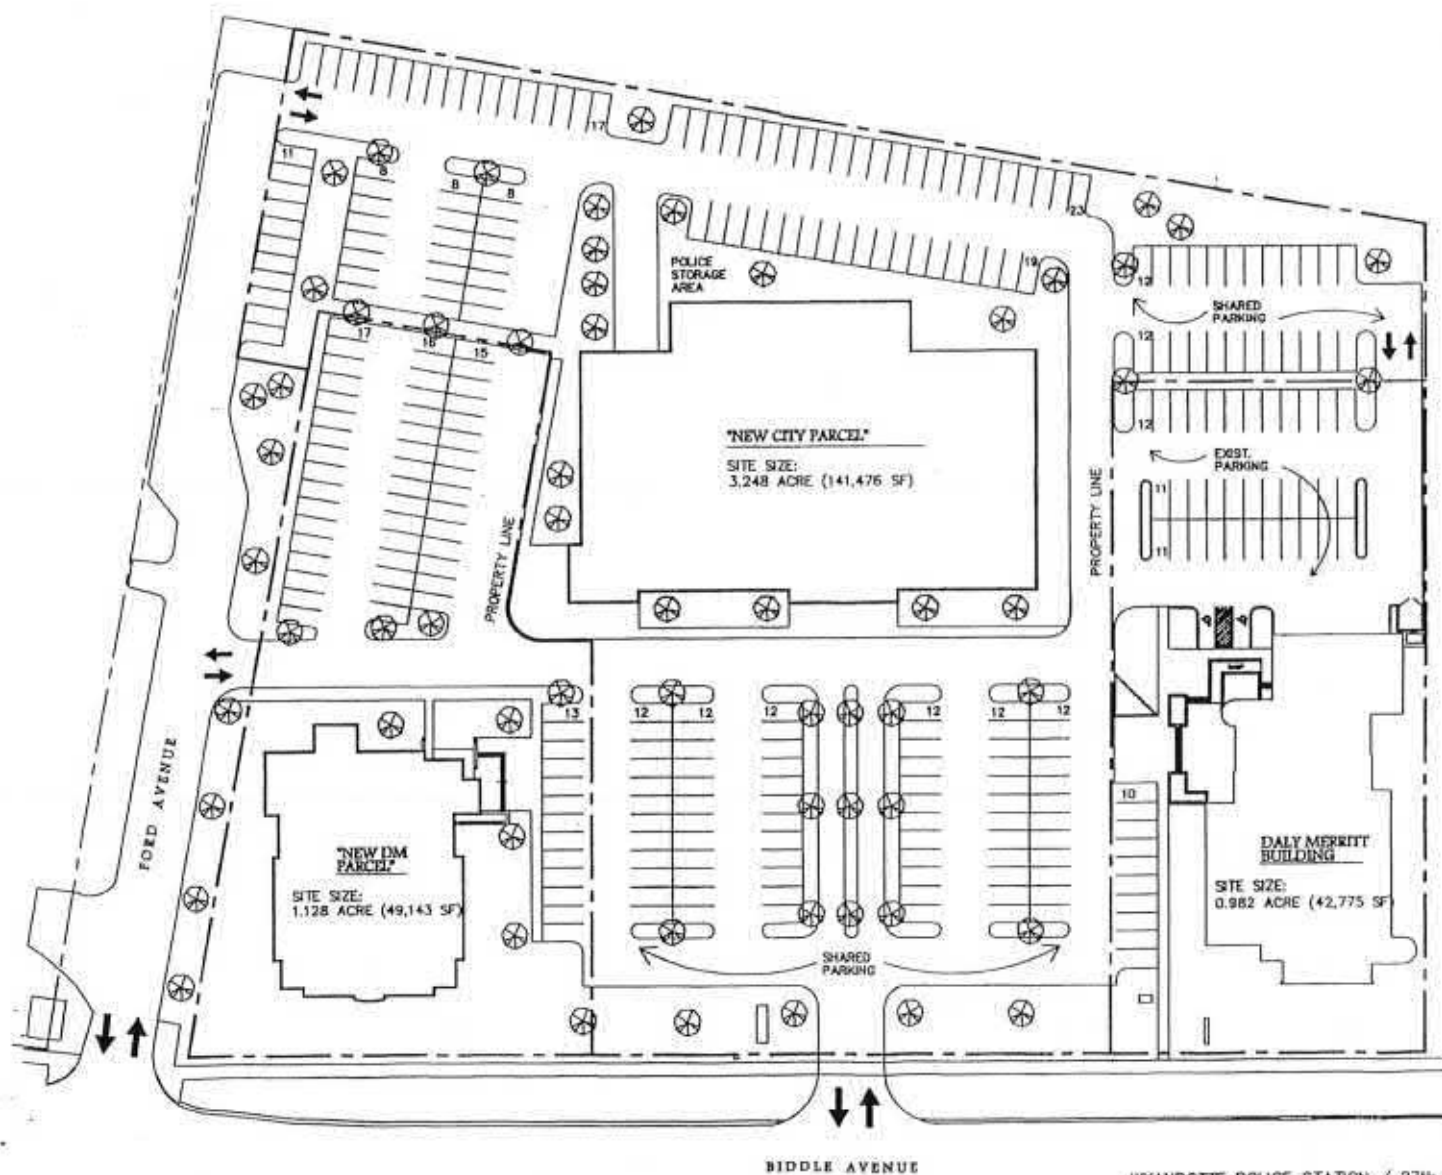 17
11
8
8
8
23
19
POLICE
STORAGE
AREA
12
SHARED
PARKING
12
17
16
15
"NEW CITY PARCEL"
SITE SIZE:
3.248 ACRE (141,476 SF)
12
EXIST.
PARKING
11
11
PROPERTY LINE
PROPERTY LINE
13
12
12
12
12
12
12
10
FORD AVENUE
"NEW DM
PARCEL"
SITE SIZE:
1.128 ACRE (49,143 SF)
DALY MERRITT
BUILDING
SITE SIZE:
0.982 ACRE (42,775 SF)
SHARED
PARKING
BIDDLE AVENUE